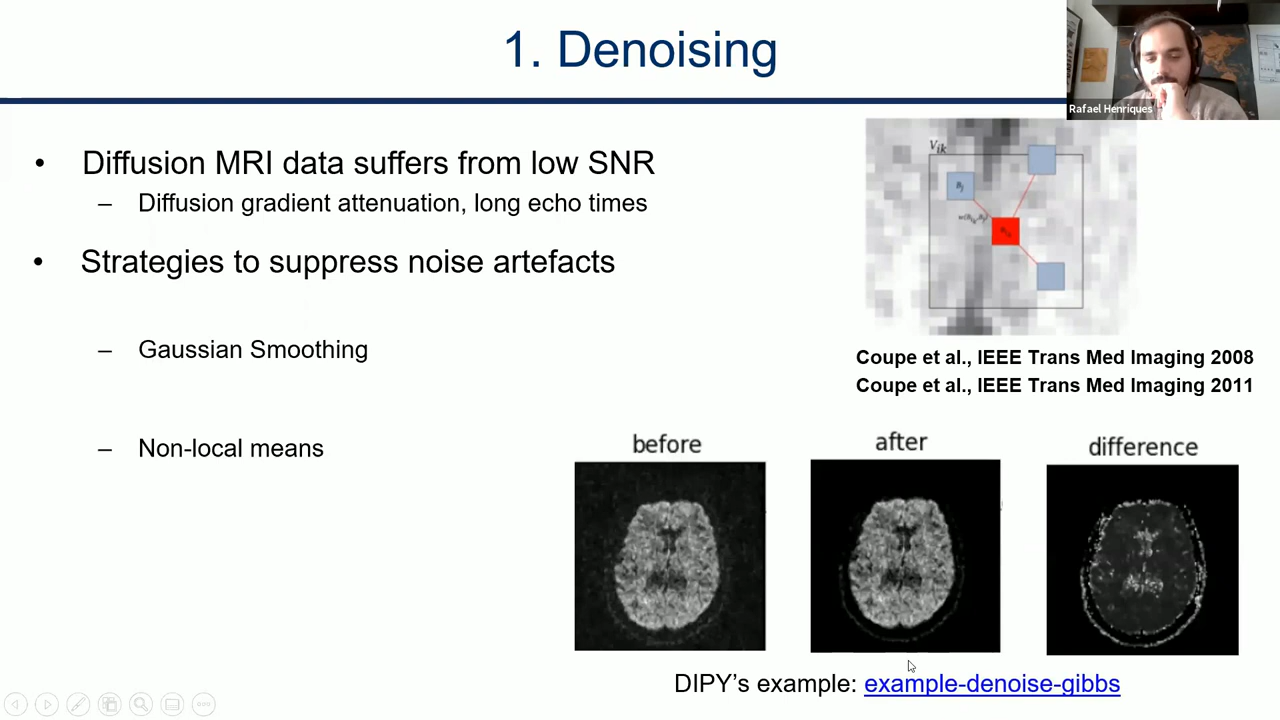 1. Denoising
Rafael Henriques
• Diffusion MRI data suffers from low SNR
– Diffusion gradient attenuation, long echo times
• Strategies to suppress noise artefacts
– Gaussian Smoothing
– Non-local means
V_ik
B_j
Coupe et al., IEEE Trans Med Imaging 2008
Coupe et al., IEEE Trans Med Imaging 2011
before
after
difference
DIPY's example: example-denoise-gibbs